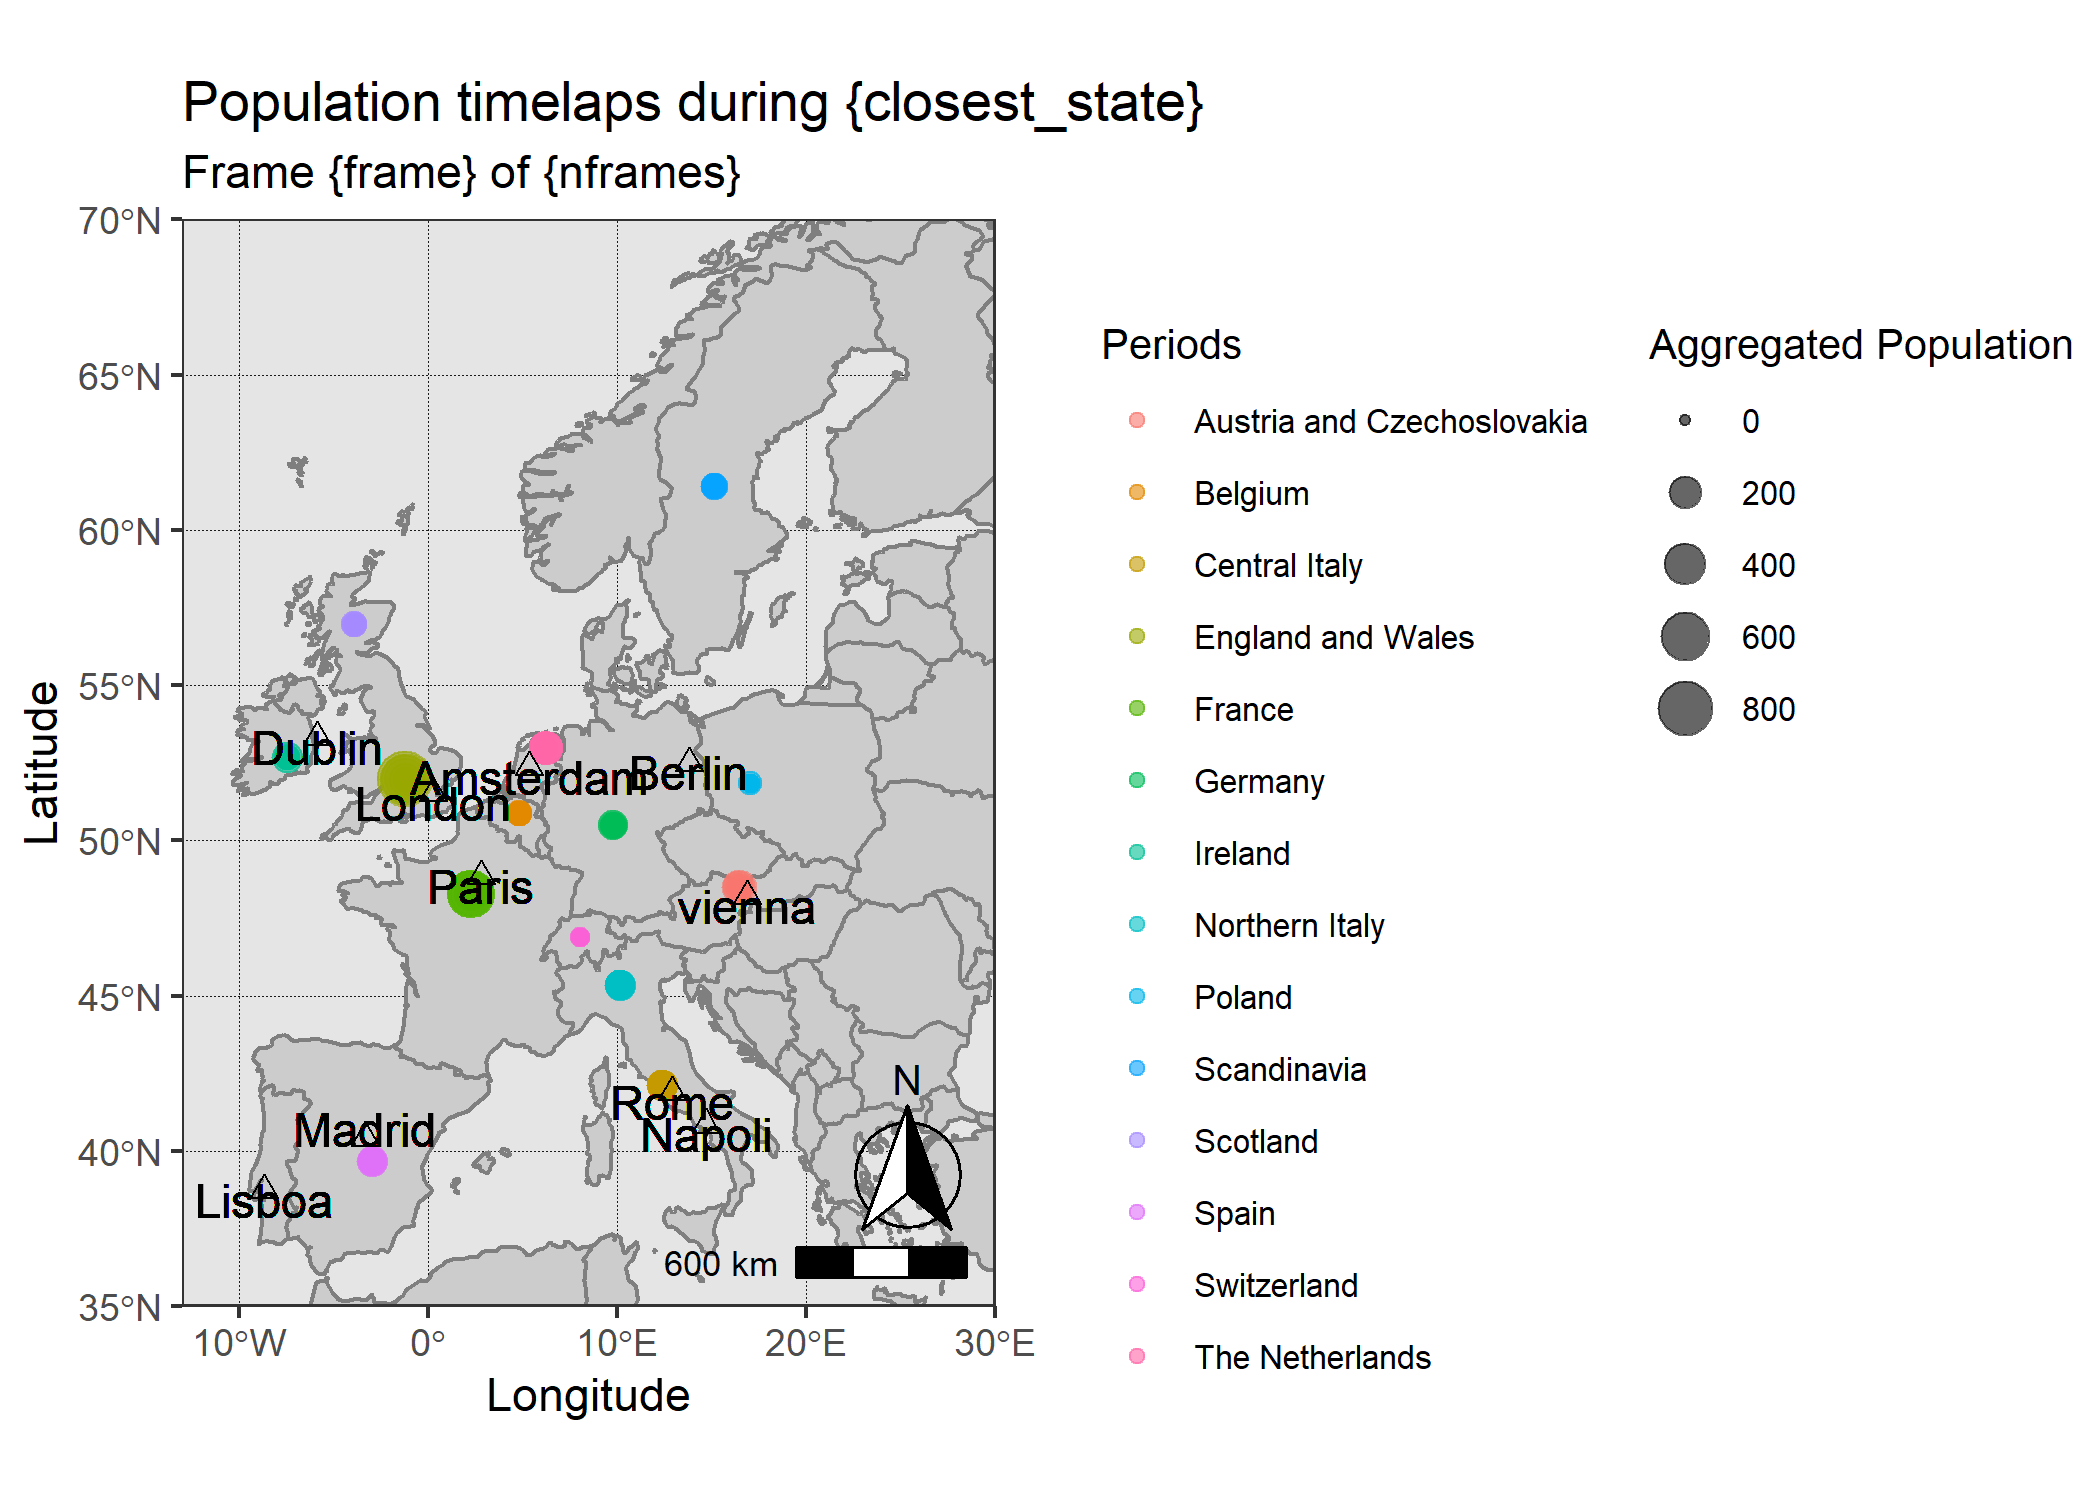 Population timelaps during {closest_state}
Frame {frame} of {nframes}
70°N
65°N
60°N
55°N
50°N
45°N
40°N
35°N
Latitude
10°W
0°
10°E
20°E
30°E
Longitude
Dublin
Amsterdam
Berlin
London
Paris
vienna
Rome
Napoli
Madrid
Lisboa
N
600 km
Periods
Austria and Czechoslovakia
Belgium
Central Italy
England and Wales
France
Germany
Ireland
Northern Italy
Poland
Scandinavia
Scotland
Spain
Switzerland
The Netherlands
Aggregated Population
0
200
400
600
800